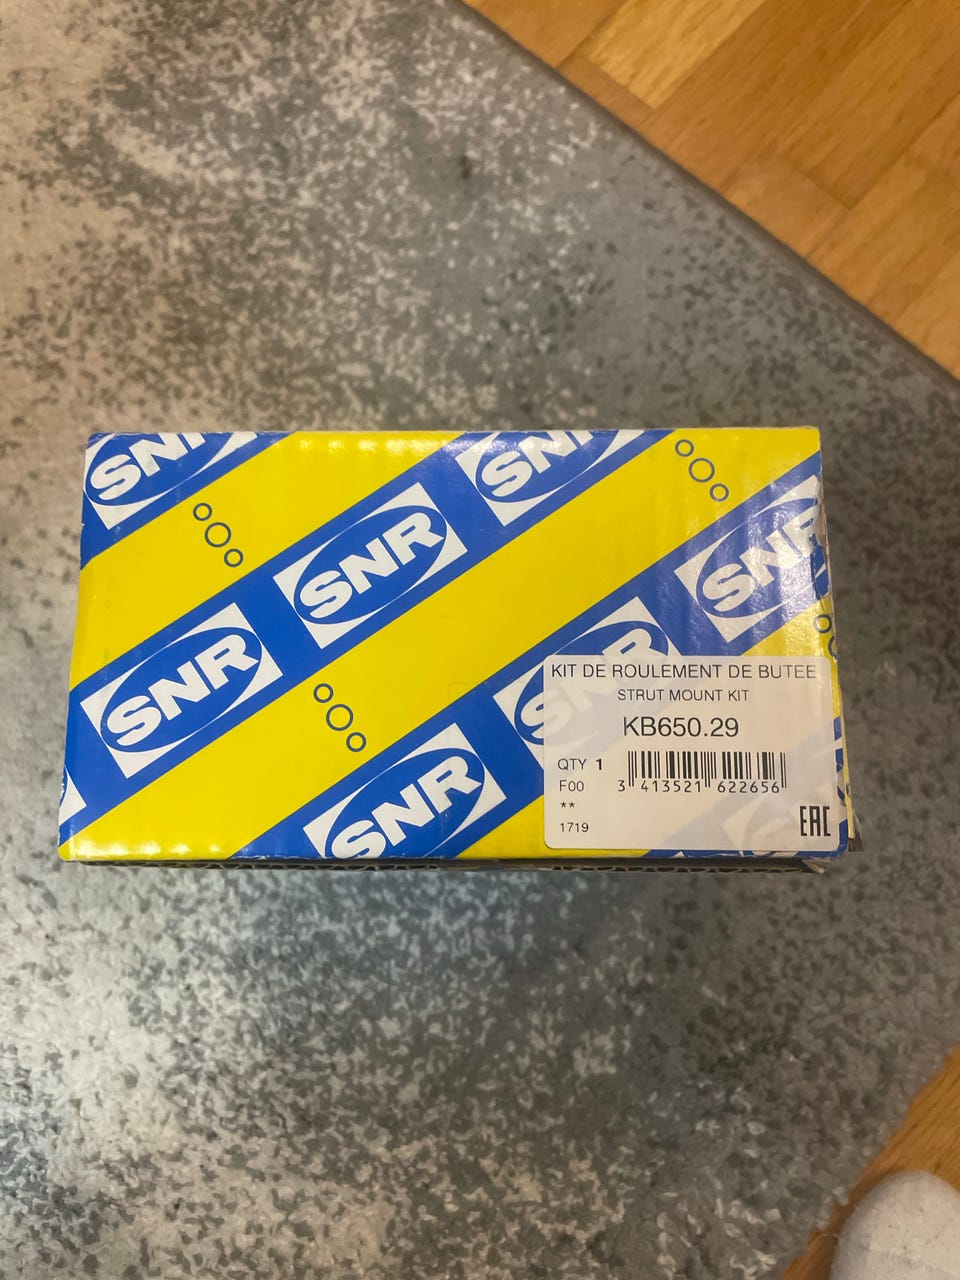 SNR
SNR
SNR
SNR
SNR
SNR
KIT DE ROULEMENT DE BUTEE
STRUT MOUNT KIT
KB650.29
QTY 1
F00
3 413521 622656
**
1719
EAC